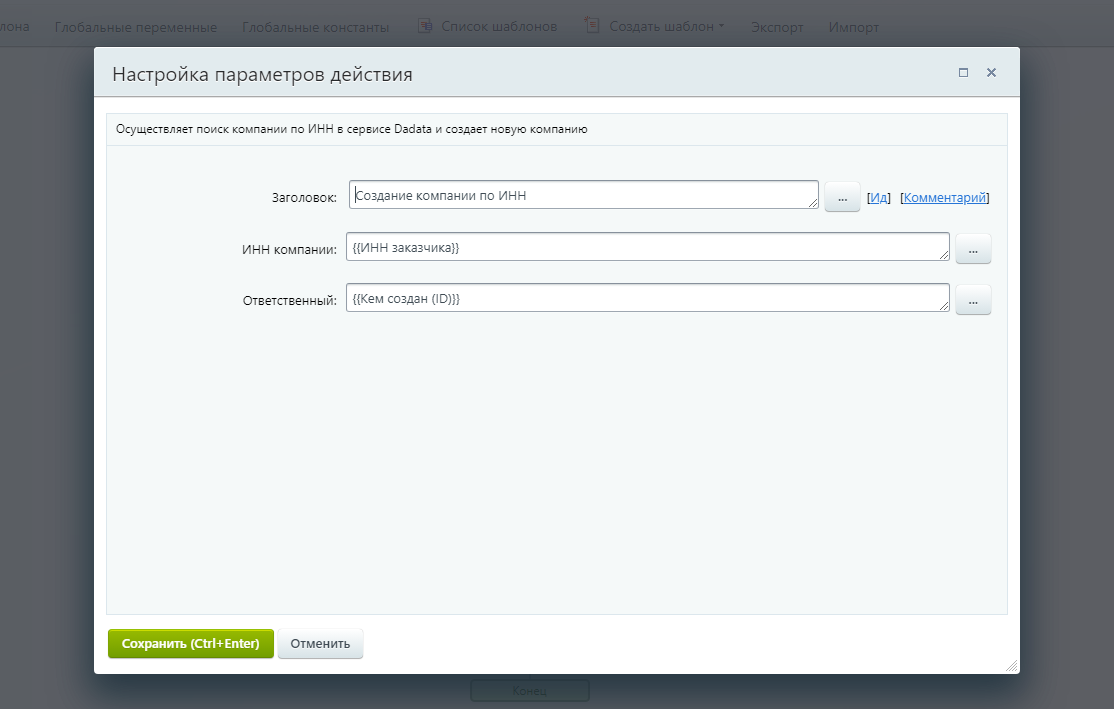 лона Глобальные переменные Глобальные константы Список шаблонов Создать шаблон Экспорт Импорт
Настройка параметров действия
Осуществляет поиск компании по ИНН в сервисе Dadata и создает новую компанию
Заголовок: Создание компании по ИНН ... [Ид] [Комментарий]
ИНН компании: {{ИНН заказчика}} ...
Ответственный: {{Кем создан (ID)}} ...
Сохранить (Ctrl+Enter) Отменить
Конец